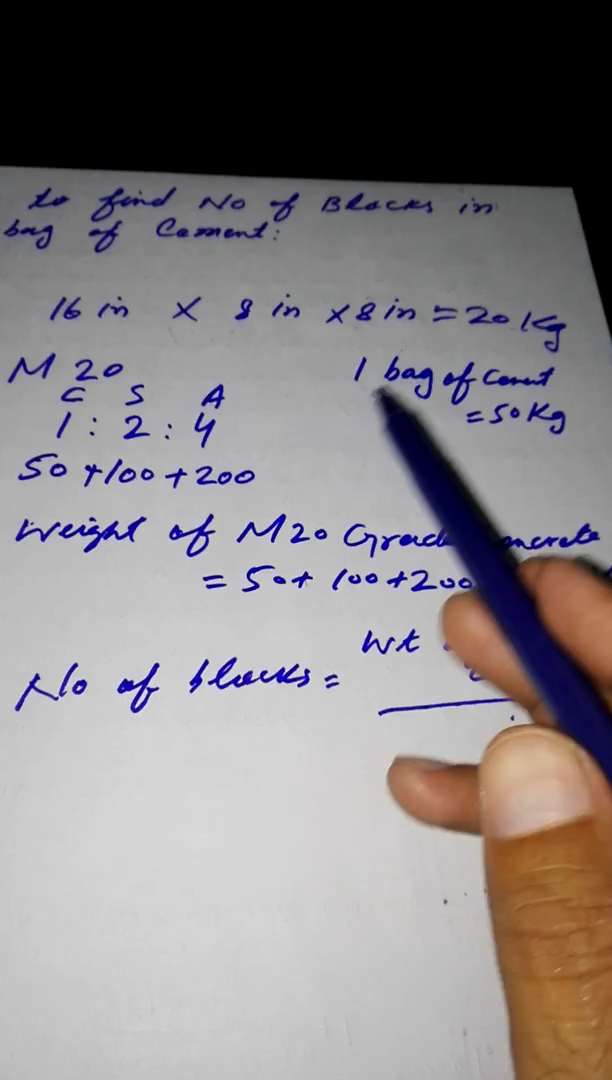 to find No of Blocks in
bag of Cement:
16 in x 8 in x 8 in = 20 Kg
M 20
C S A
1 : 2 : 4
50 + 100 + 200
1 bag of Cement
= 50 Kg
Weight of M20 Grade
= 50 + 100 + 200
No of blocks =
Wt